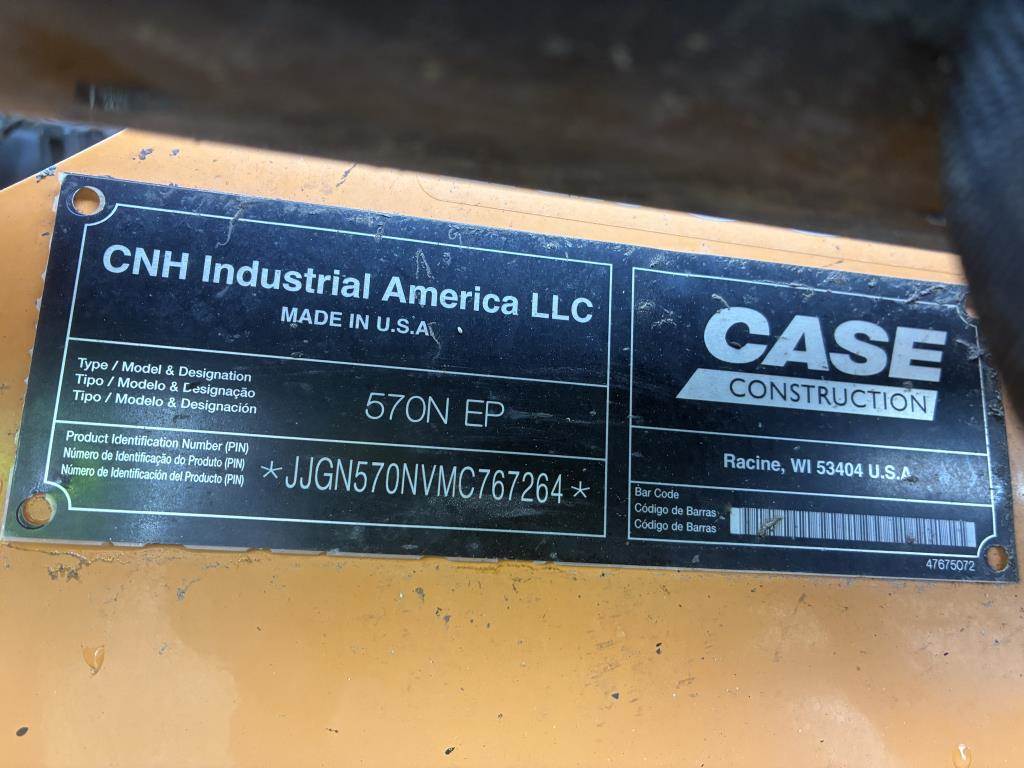 CNH Industrial America LLC
MADE IN U.S.A
Type / Model & Designation
Tipo / Modelo & Designação
Tipo / Modelo & Designación
570N EP
Product Identification Number (PIN)
Número de Identificação do Produto (PIN)
Número de Identificación del Producto (PIN)
*JJGN570NVMC767264*
CASE
CONSTRUCTION
Racine, WI 53404 U.S.A
Bar Code
Código de Barras
Código de Barras
47675072